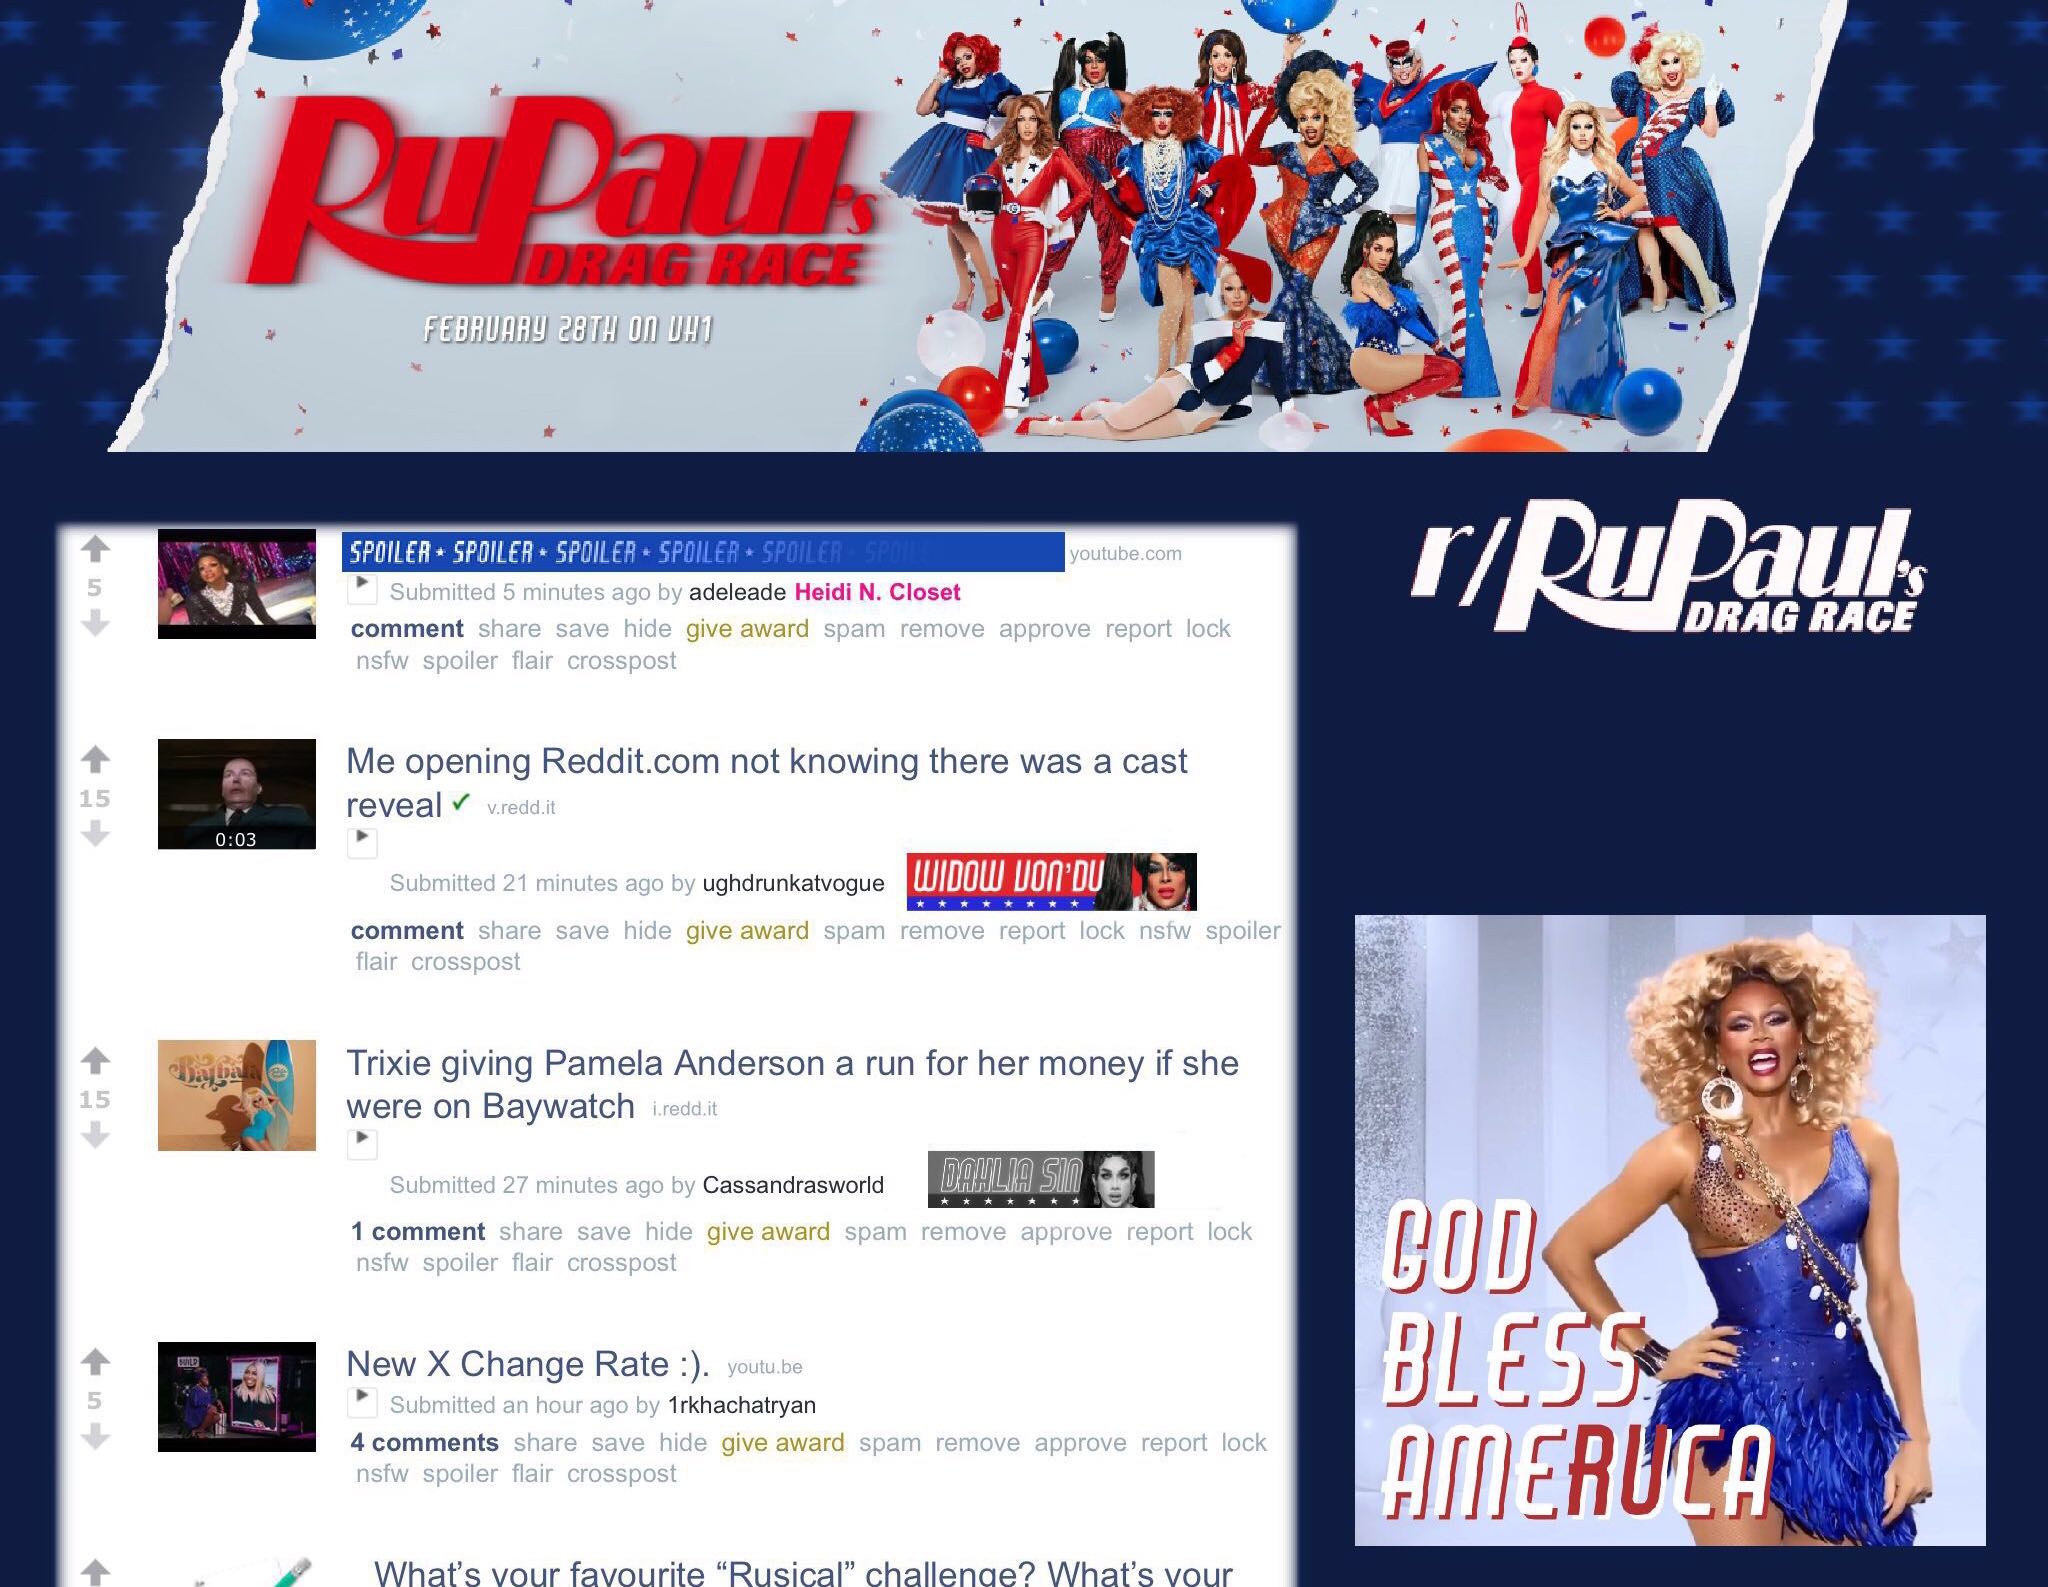 RuPaul's
DRAG RACE
FEBRUARY 28TH ON VH1
r/RuPaul's
DRAG RACE
5
SPOILER ★ SPOILER ★ SPOILER ★ SPOILER ★ SPOILER ★ SPOILER youtube.com
Submitted 5 minutes ago by adeleade Heidi N. Closet
comment share save hide give award spam remove approve report lock
nsfw spoiler flair crosspost
15
0:03
Me opening Reddit.com not knowing there was a cast
reveal ✓ v.redd.it
Submitted 21 minutes ago by ughdrunkatvogue WIDOW VON'DU
comment share save hide give award spam remove report lock nsfw spoiler
flair crosspost
15
Barbara
Trixie giving Pamela Anderson a run for her money if she
were on Baywatch i.redd.it
Submitted 27 minutes ago by Cassandrasworld DAHLIA SIN
1 comment share save hide give award spam remove approve report lock
nsfw spoiler flair crosspost
5
BUILD
New X Change Rate :). youtu.be
Submitted an hour ago by 1rkhachatryan
4 comments share save hide give award spam remove approve report lock
nsfw spoiler flair crosspost
What's your favourite “Rusical” challenge? What's your
GOD
BLESS
AMERUCA